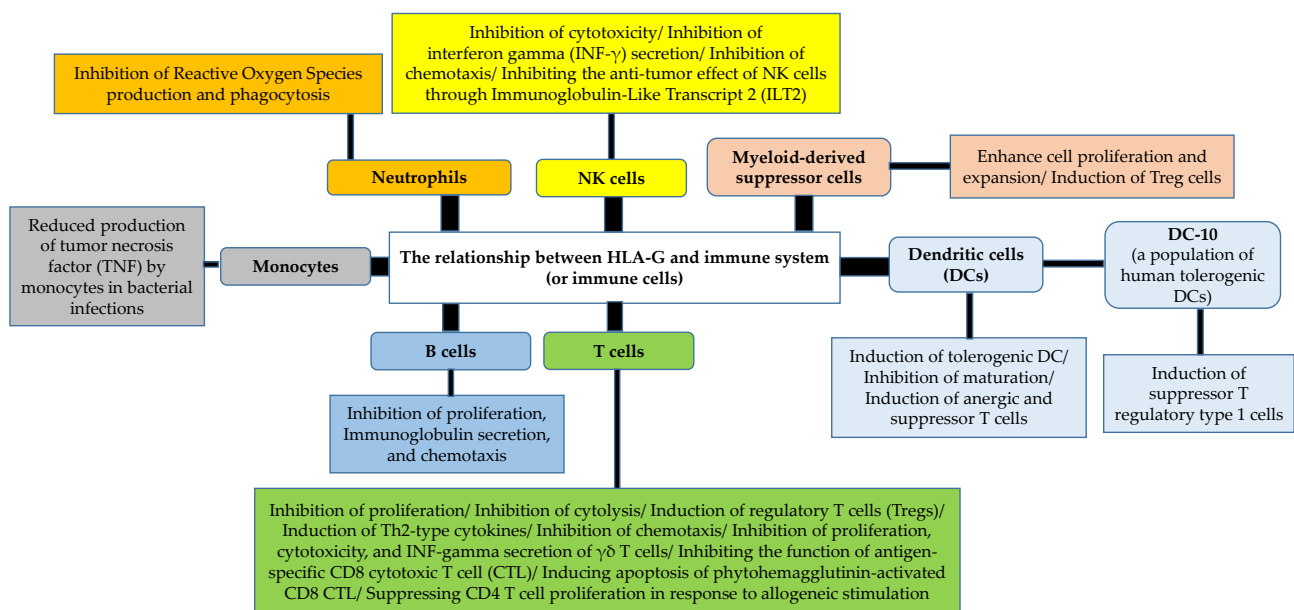 Inhibition of cytotoxicity/ Inhibition of
interferon gamma (INF-γ) secretion/ Inhibition of
chemotaxis/ Inhibiting the anti-tumor effect of NK cells
through Immunoglobulin-Like Transcript 2 (ILT2)
Inhibition of Reactive Oxygen Species
production and phagocytosis
Neutrophils
NK cells
Myeloid-derived
suppressor cells
Enhance cell proliferation and
expansion/ Induction of Treg cells
Reduced production
of tumor necrosis
factor (TNF) by
monocytes in bacterial
infections
Monocytes
The relationship between HLA-G and immune system
(or immune cells)
Dendritic cells
(DCs)
DC-10
(a population of
human tolerogenic
DCs)
B cells
T cells
Inhibition of proliferation,
Immunoglobulin secretion,
and chemotaxis
Induction of tolerogenic DC/
Inhibition of maturation/
Induction of anergic and
suppressor T cells
Induction of
suppressor T
regulatory type 1 cells
Inhibition of proliferation/ Inhibition of cytolysis/ Induction of regulatory T cells (Tregs)/
Induction of Th2-type cytokines/ Inhibition of chemotaxis/ Inhibition of proliferation,
cytotoxicity, and INF-gamma secretion of γδ T cells/ Inhibiting the function of antigen-
specific CD8 cytotoxic T cell (CTL)/ Inducing apoptosis of phytohemagglutinin-activated
CD8 CTL/ Suppressing CD4 T cell proliferation in response to allogeneic stimulation